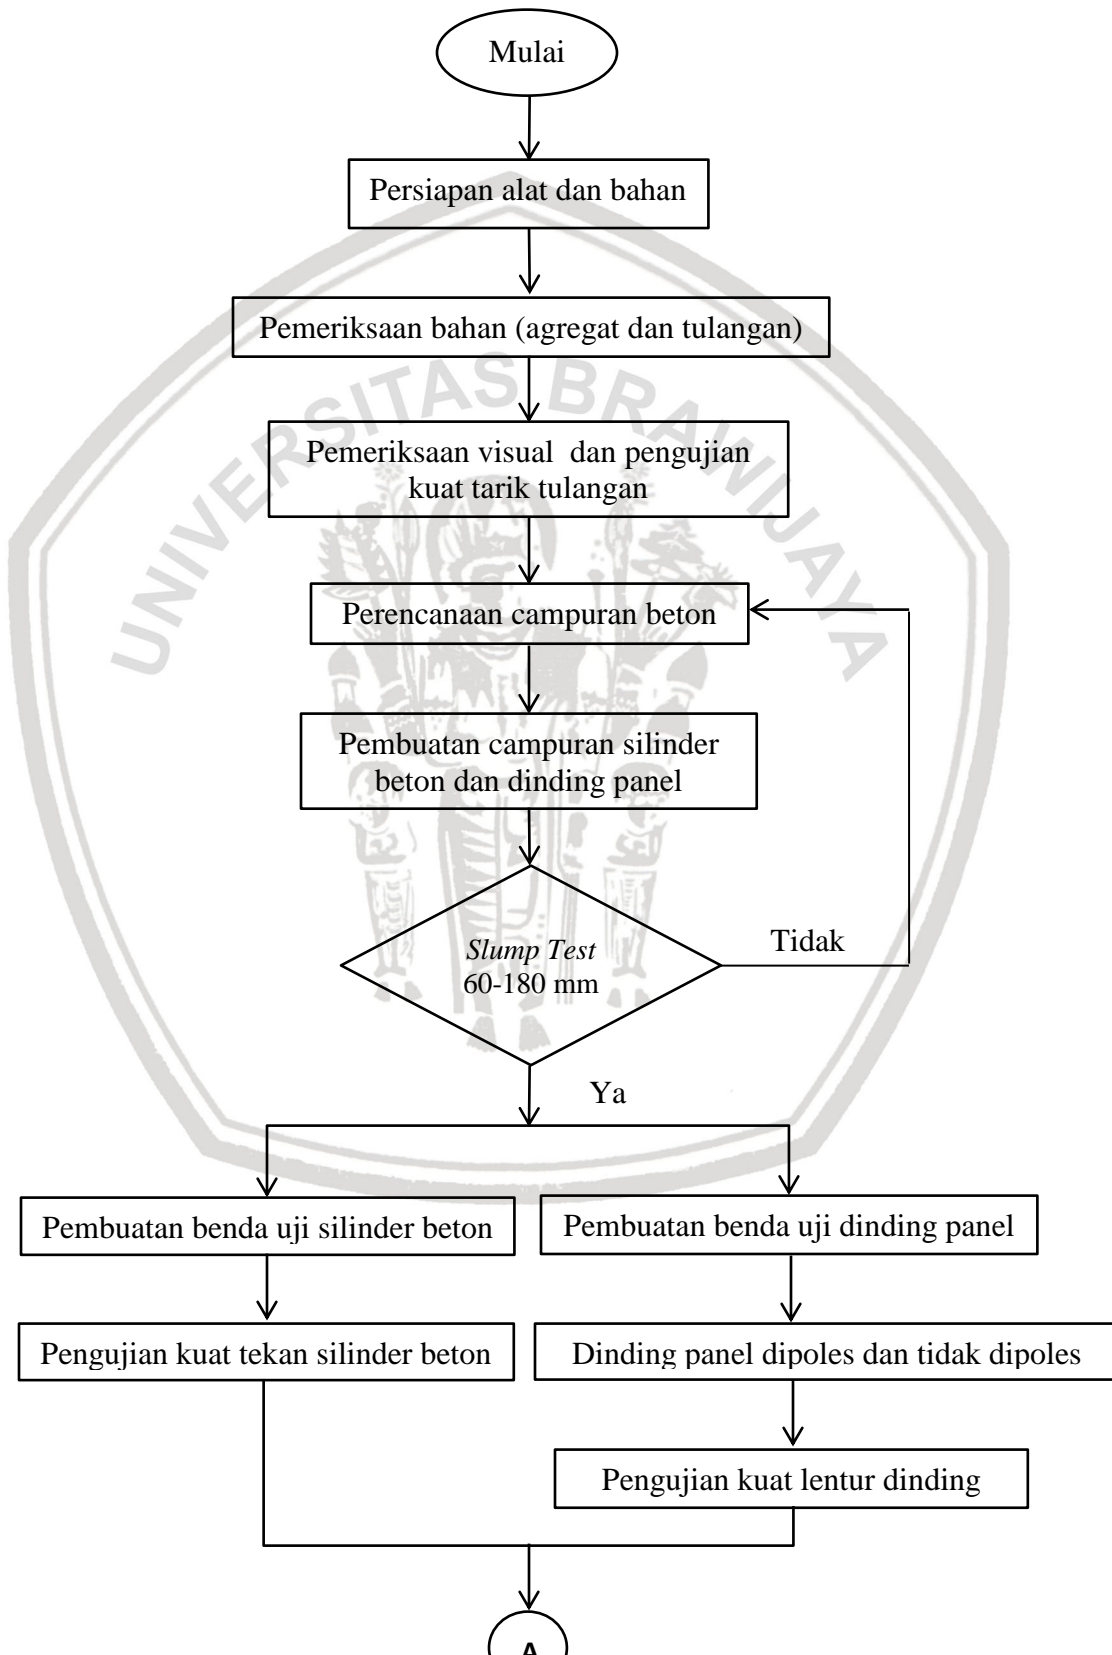 Mulai
Persiapan alat dan bahan
Pemeriksaan bahan (agregat dan tulangan)
UNIVERSITAS BRAWIJAYA
Pemeriksaan visual dan pengujian
kuat tarik tulangan
Perencanaan campuran beton
Pembuatan campuran silinder
beton dan dinding panel
Slump Test
60-180 mm
Tidak
Ya
Pembuatan benda uji silinder beton
Pembuatan benda uji dinding panel
Pengujian kuat tekan silinder beton
Dinding panel dipoles dan tidak dipoles
Pengujian kuat lentur dinding
A